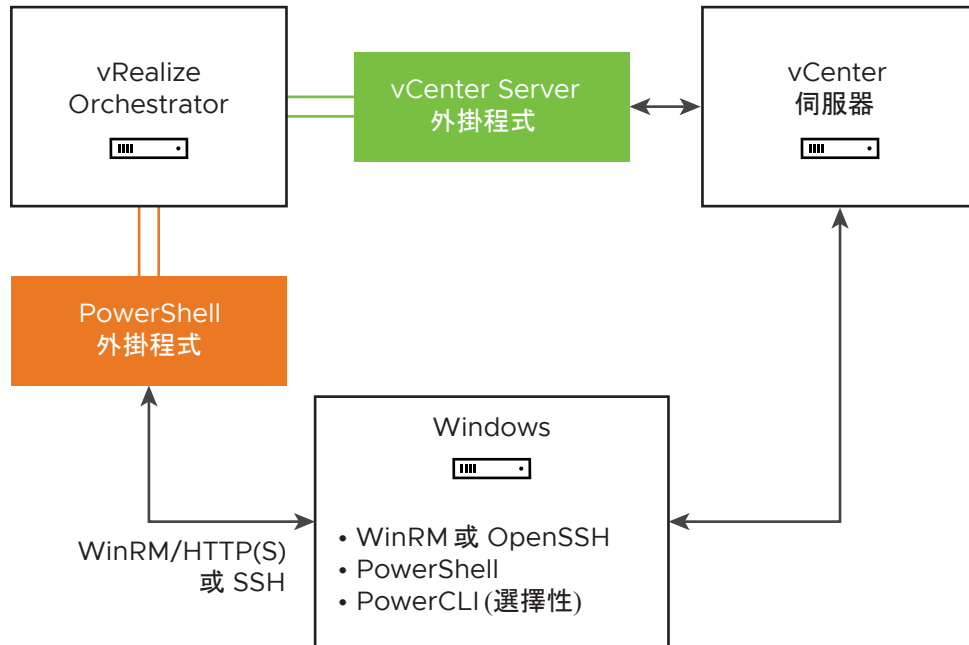 vRealize
Orchestrator
vCenter Server
外掛程式
vCenter
伺服器
PowerShell
外掛程式
Windows
• WinRM 或 OpenSSH
• PowerShell
• PowerCLI (選擇性)
WinRM/HTTP(S)
或 SSH